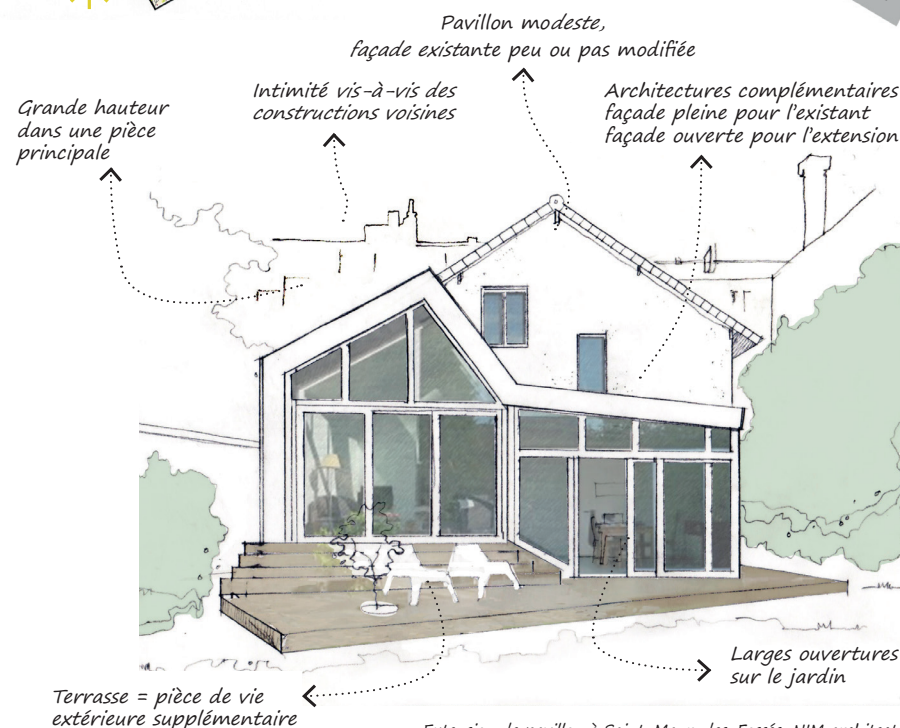 Pavillon modeste,
façade existante peu ou pas modifiée
Grande hauteur
dans une pièce
principale
Intimité vis-à-vis des
constructions voisines
Architectures complémentaires
façade pleine pour l'existant
façade ouverte pour l'extension
Larges ouvertures
sur le jardin
Terrasse = pièce de vie
extérieure supplémentaire